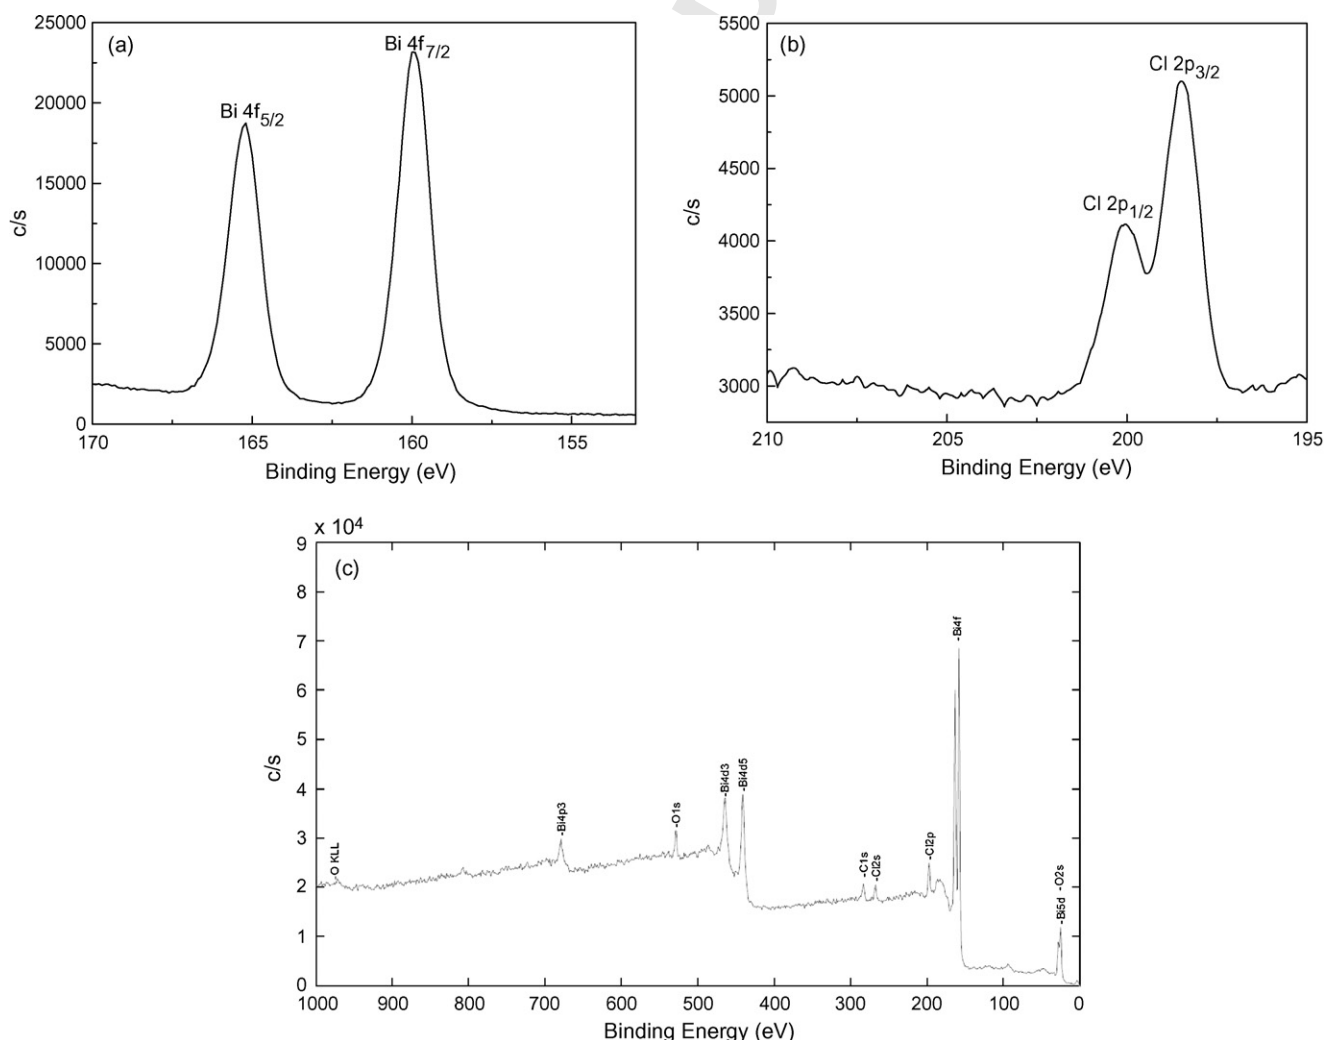 (a)
Bi 4f7/2
Bi 4f5/2
25000
20000
15000
10000
5000
0
c/s
170
165
160
155
Binding Energy (eV)
(b)
Cl 2p3/2
Cl 2p1/2
5500
5000
4500
4000
3500
3000
c/s
210
205
200
195
Binding Energy (eV)
x 104
(c)
9
8
7
6
5
4
3
2
1
0
c/s
O KLL
-Bi4p3
-O1s
-Bi4d3
-Bi4d5
-C1s
-Cl2s
-Cl2p
-Bi4f
-Bi5d -O2s
1000 900 800 700 600 500 400 300 200 100 0
Binding Energy (eV)